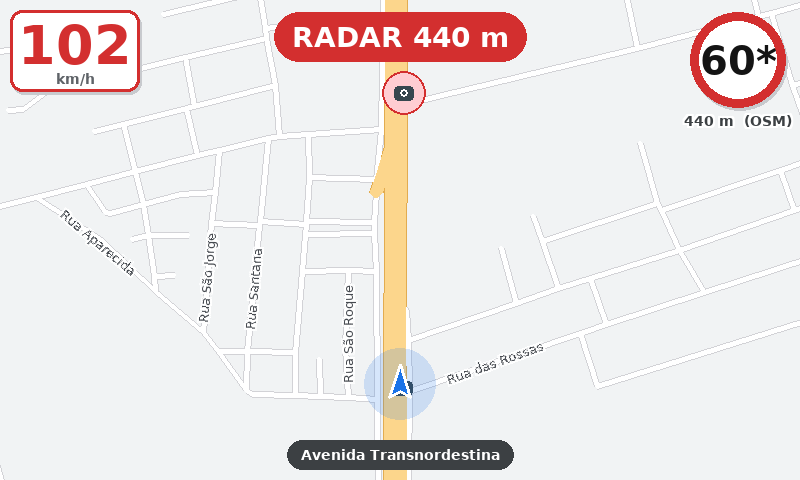 102
km/h
RADAR 440 m
60*
440 m (OSM)
Rua Aparecida
Rua São Jorge
Rua Santana
Rua São Roque
Rua das Rossas
Avenida Transnordestina